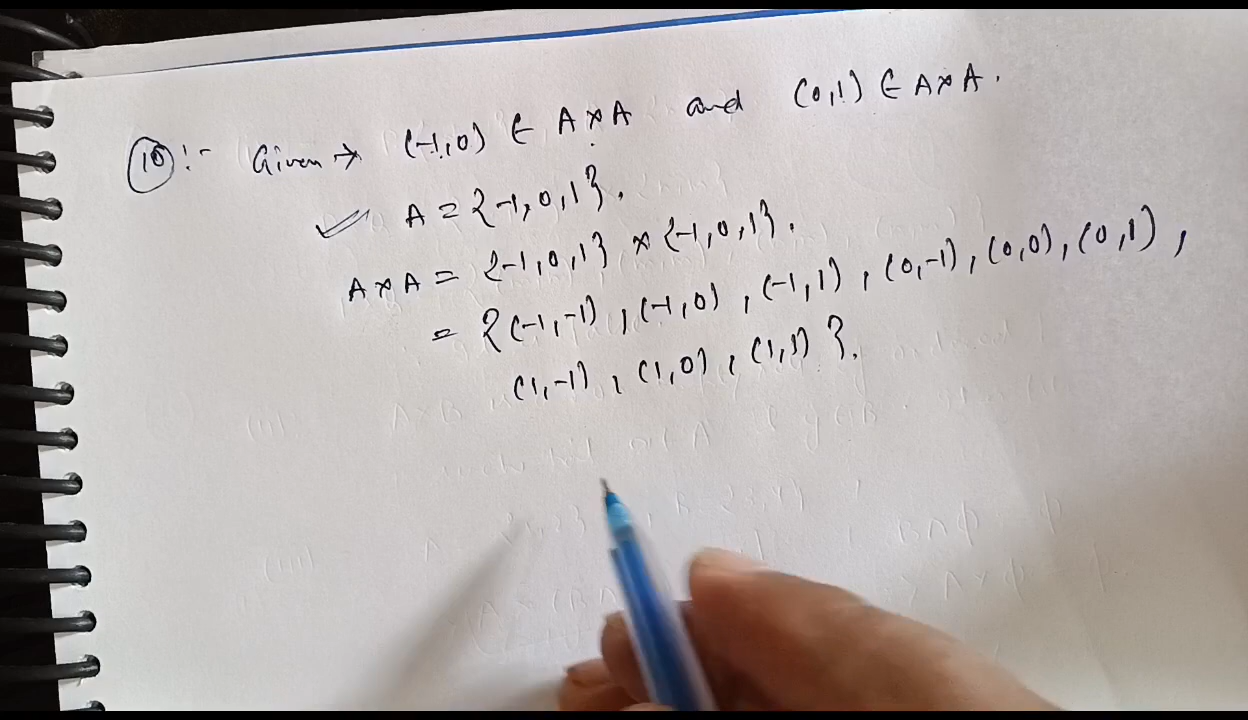 (10):- Given → (-1,0) ∈ A×A and (0,1) ∈ A×A.
✓ A = {-1,0,1}.
A×A = {-1,0,1} × {-1,0,1}.
= {(-1,-1), (-1,0), (-1,1), (0,-1), (0,0), (0,1),
(1,-1), (1,0), (1,1)}.